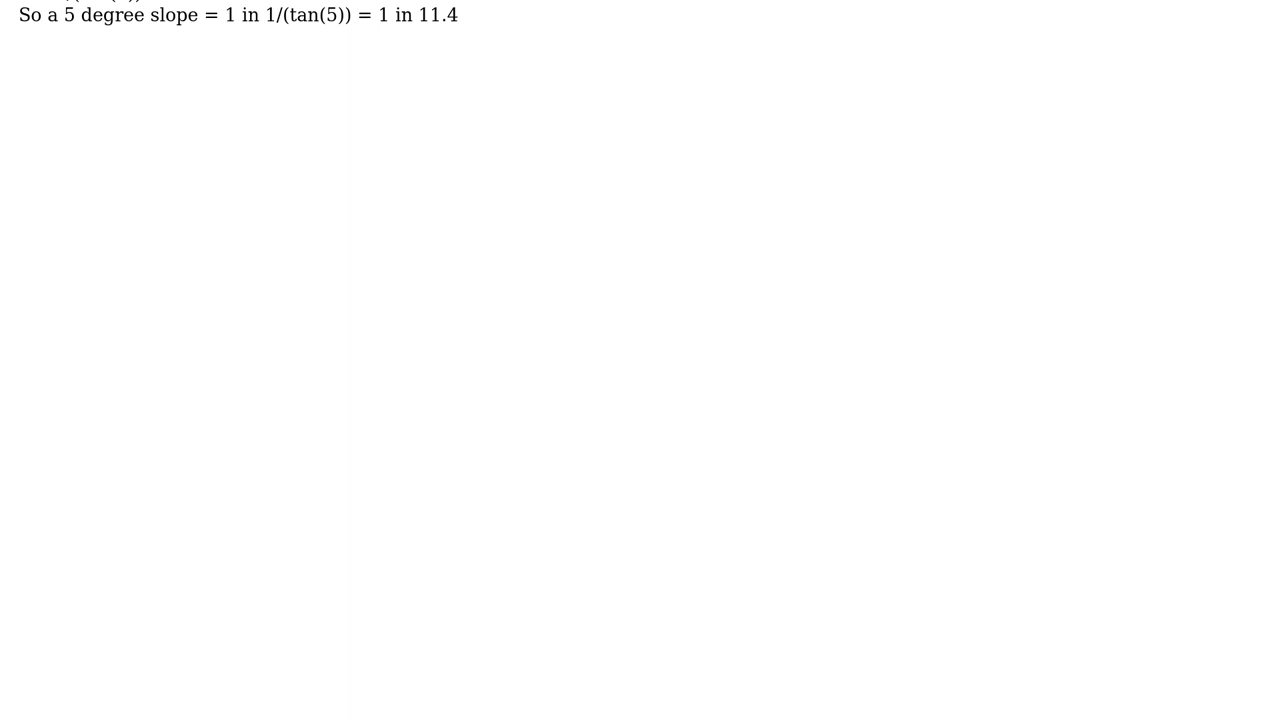 So a 5 degree slope = 1 in 1/(tan(5)) = 1 in 11.4